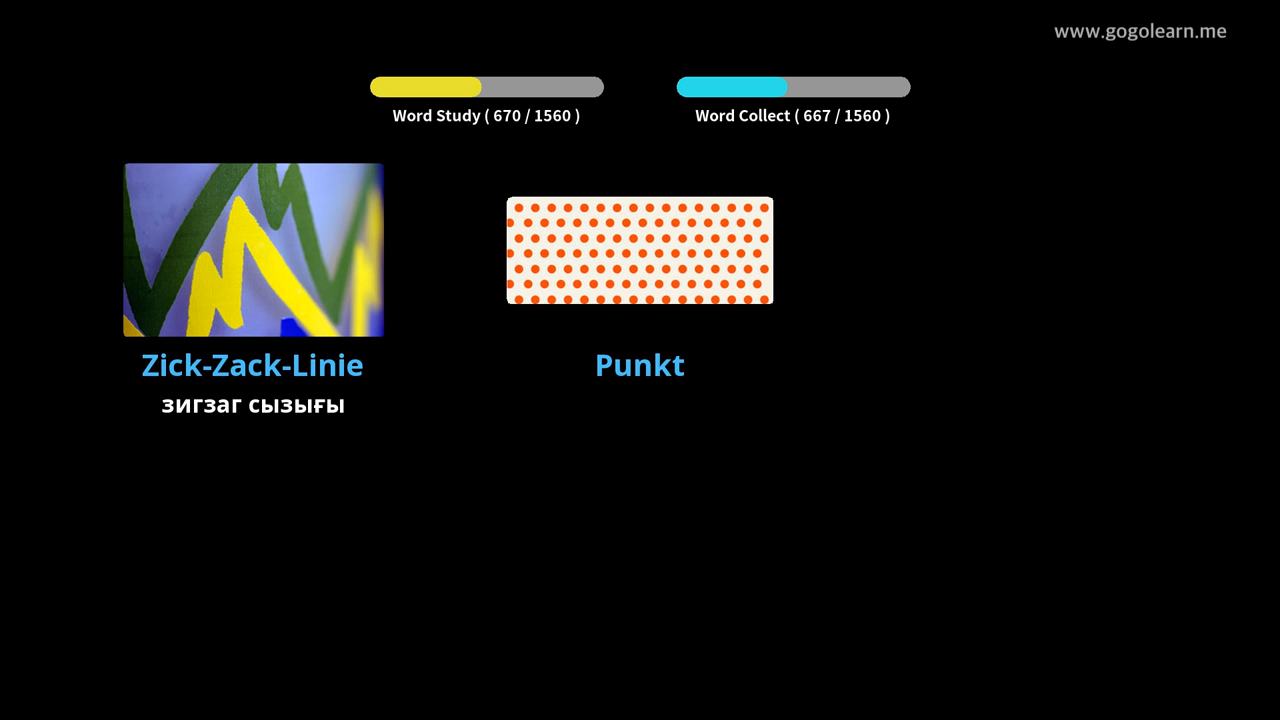 www.gogolearn.me
Word Study ( 670 / 1560 )
Word Collect ( 667 / 1560 )
Zick-Zack-Linie
зигзаг сызығы
Punkt